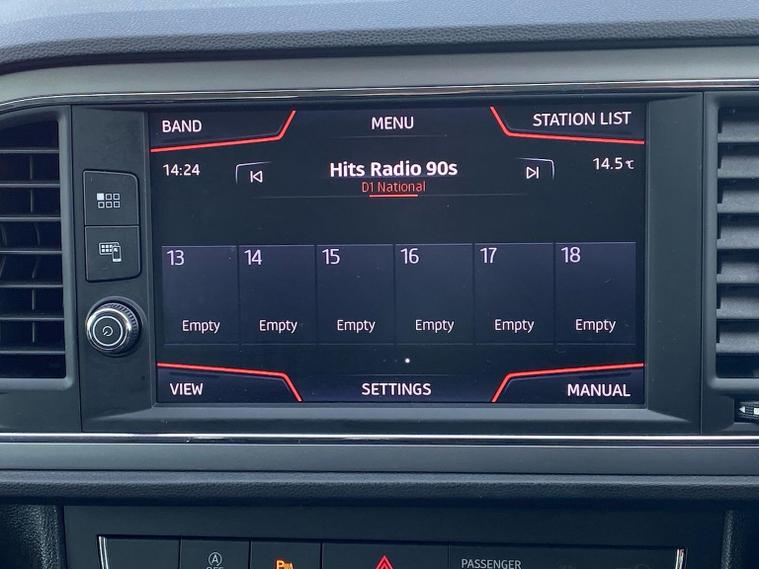 BAND MENU STATION LIST
14:24 Hits Radio 90s 14.5℃
D1 National
13 14 15 16 17 18
Empty Empty Empty Empty Empty Empty
VIEW SETTINGS MANUAL
A
OFF
P
PASSENGER